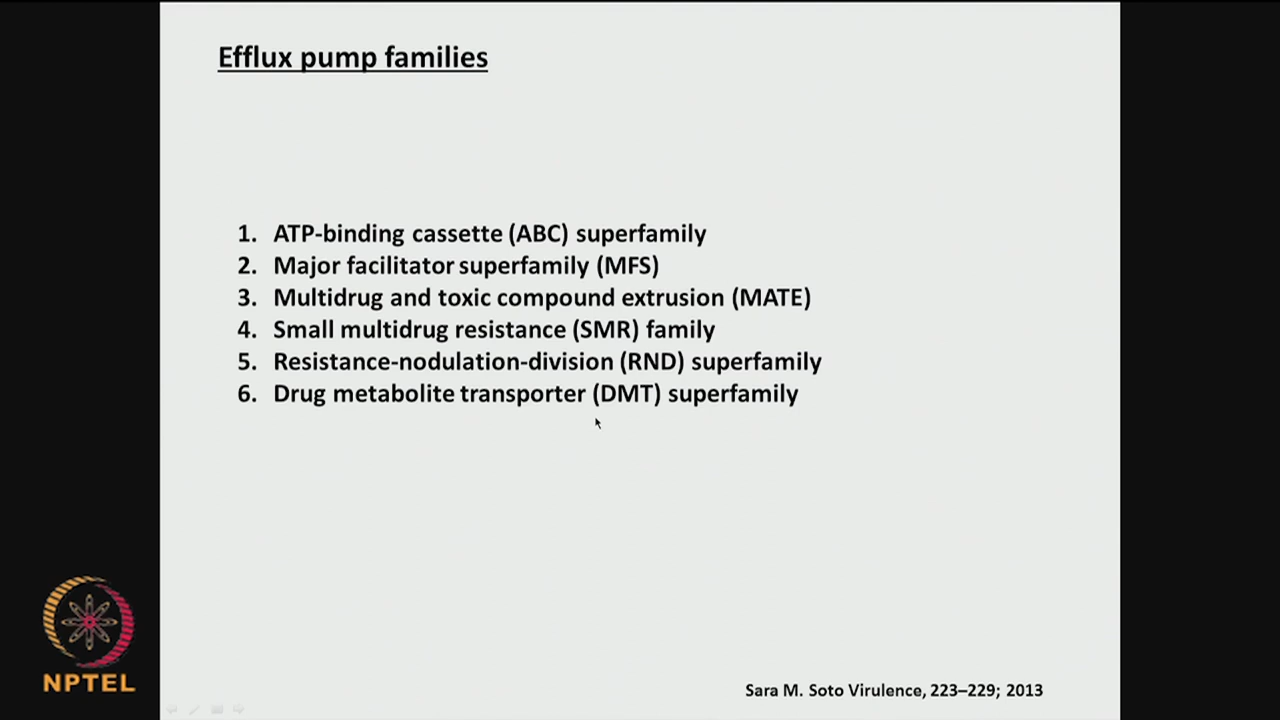 Efflux pump families
1. ATP-binding cassette (ABC) superfamily
2. Major facilitator superfamily (MFS)
3. Multidrug and toxic compound extrusion (MATE)
4. Small multidrug resistance (SMR) family
5. Resistance-nodulation-division (RND) superfamily
6. Drug metabolite transporter (DMT) superfamily
NPTEL
Sara M. Soto Virulence, 223–229; 2013